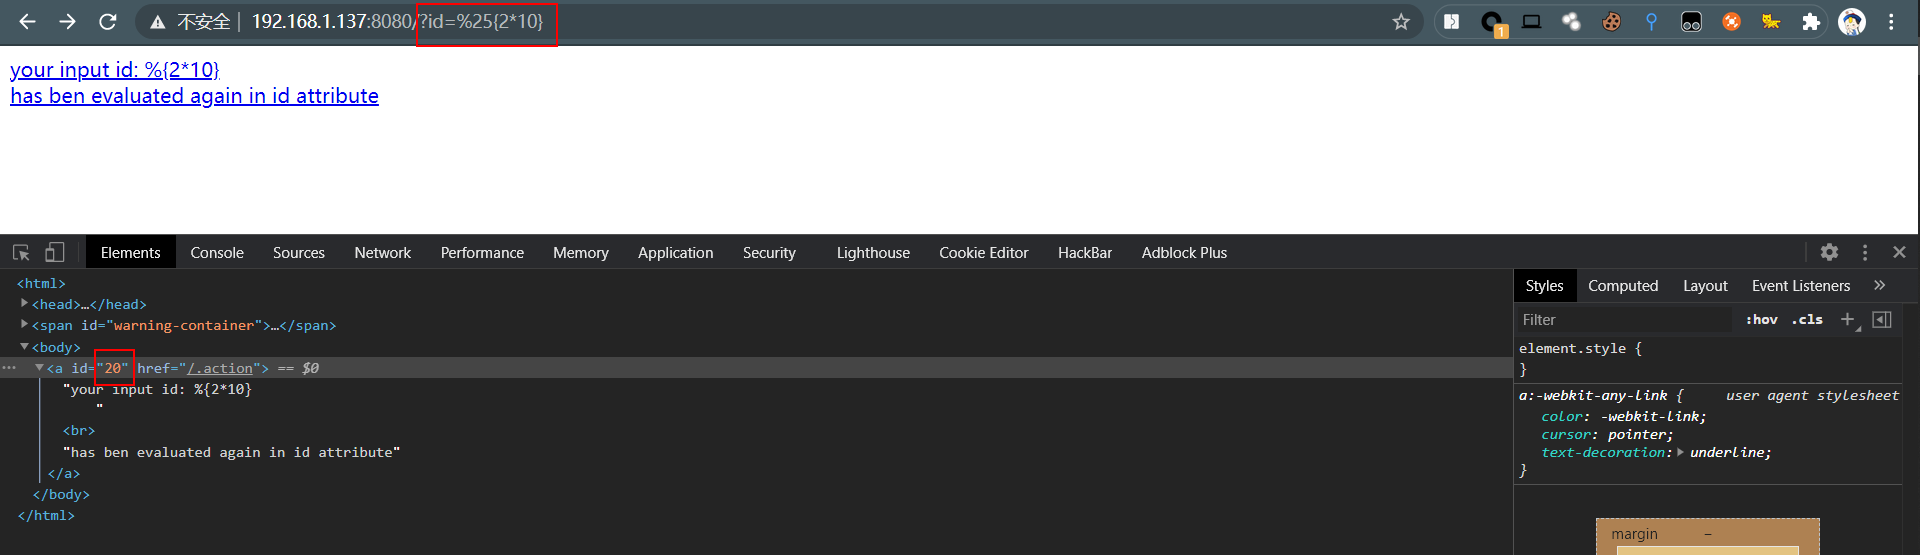 不安全 | 192.168.1.137:8080/?id=%25{2*10}
1
your input id: %{2*10}
has ben evaluated again in id attribute
Elements Console Sources Network Performance Memory Application Security Lighthouse Cookie Editor HackBar Adblock Plus
<html>
<head>…</head>
<span id="warning-container">…</span>
<body>
<a id="20" href="/.action"> == $0
"your input id: %{2*10}
"
<br>
"has ben evaluated again in id attribute"
</a>
</body>
</html>
Styles Computed Layout Event Listeners »
Filter :hov .cls +
element.style {
}
a:-webkit-any-link { user agent stylesheet
color: -webkit-link;
cursor: pointer;
text-decoration: underline;
}
margin –